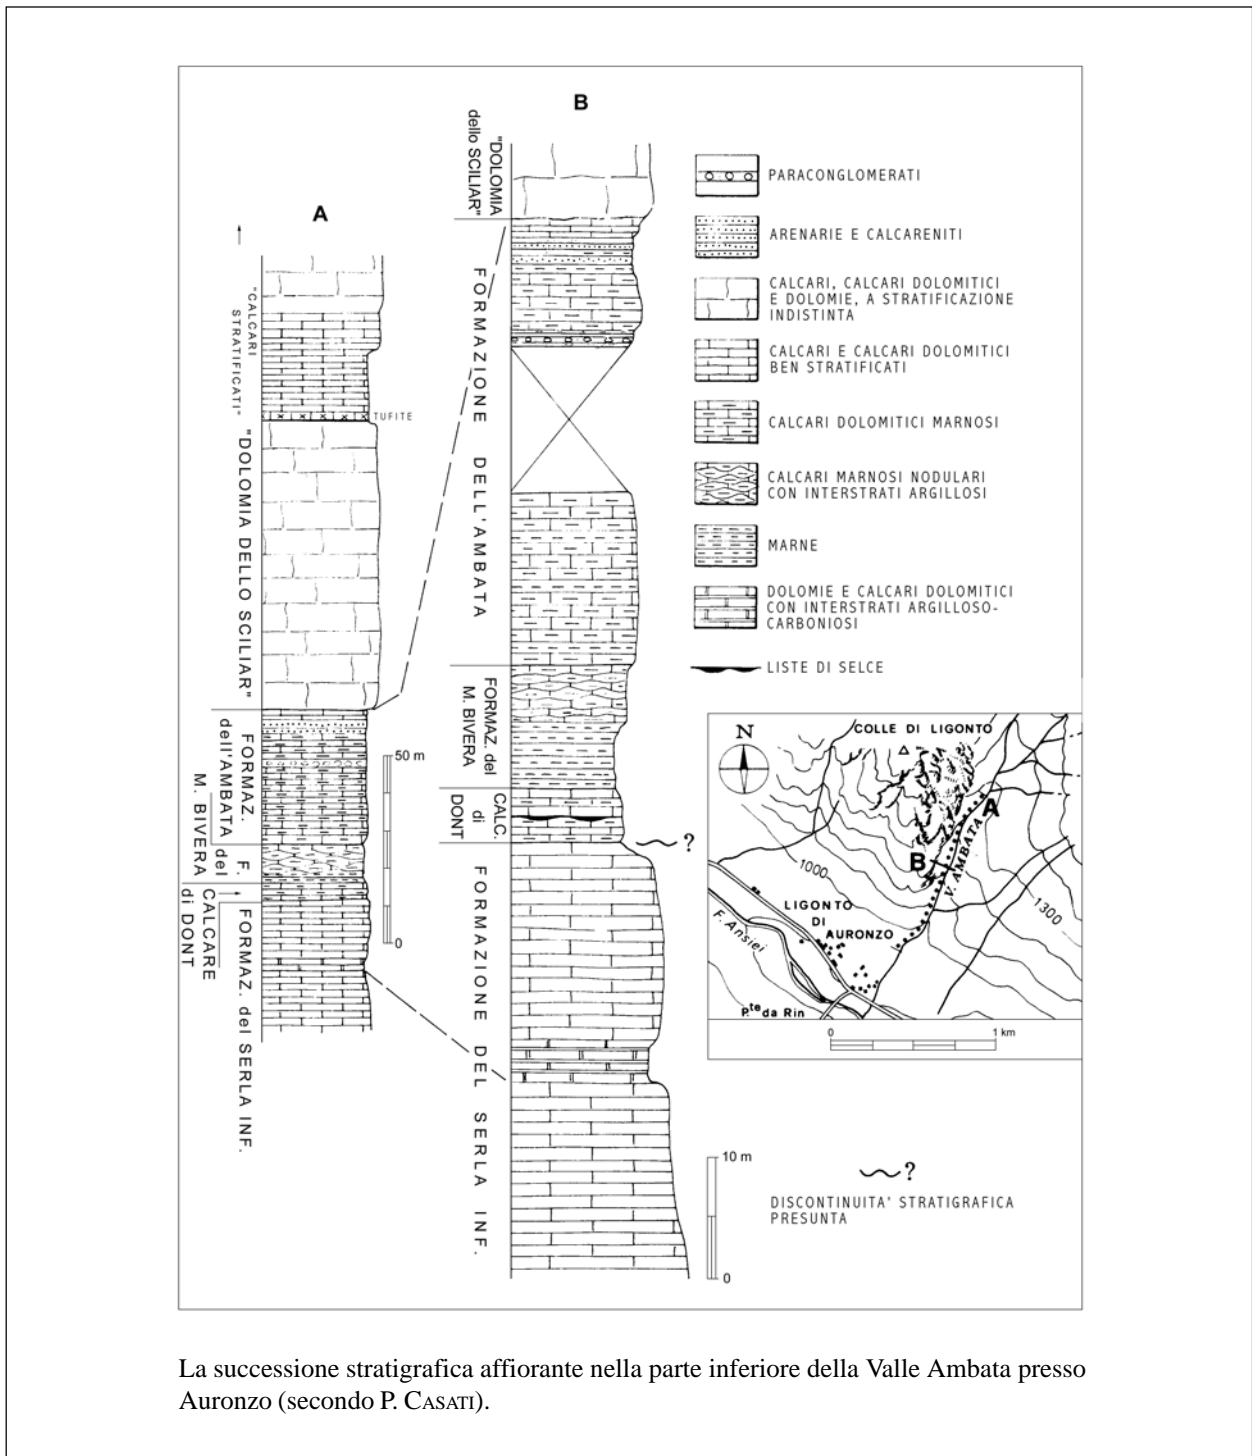 A
"CALCARI
STRATIFICATI"
TUFITE
"DOLOMIA DELLO SCILIAR"
FORMAZ.
dell'AMBATA
F. del
M. BIVERA
CALCARE
di DONT
FORMAZ. del SERLA INF.
50 m
0
B
"DOLOMIA
dello SCILIAR"
FORMAZIONE DELL'AMBATA
FORMAZ. del
M. BIVERA
CALC.
di
DONT
?
FORMAZIONE DEL SERLA INF.
10 m
0
PARACONGLOMERATI
ARENARIE E CALCARENITI
CALCARI, CALCARI DOLOMITICI
E DOLOMIE, A STRATIFICAZIONE
INDISTINTA
CALCARI E CALCARI DOLOMITICI
BEN STRATIFICATI
CALCARI DOLOMITICI MARNOSI
CALCARI MARNOSI NODULARI
CON INTERSTRATI ARGILLOSI
MARNE
DOLOMIE E CALCARI DOLOMITICI
CON INTERSTRATI ARGILLOSO-
CARBONIOSI
LISTE DI SELCE
N
COLLE DI LIGONTO
A
B
V. AMBATA
1000
1300
LIGONTO
DI
AURONZO
F. Ansiei
P.te da Rin
0
1 km
?
DISCONTINUITA' STRATIGRAFICA
PRESUNTA
La successione stratigrafica affiorante nella parte inferiore della Valle Ambata presso
Auronzo (secondo P. CASATI).